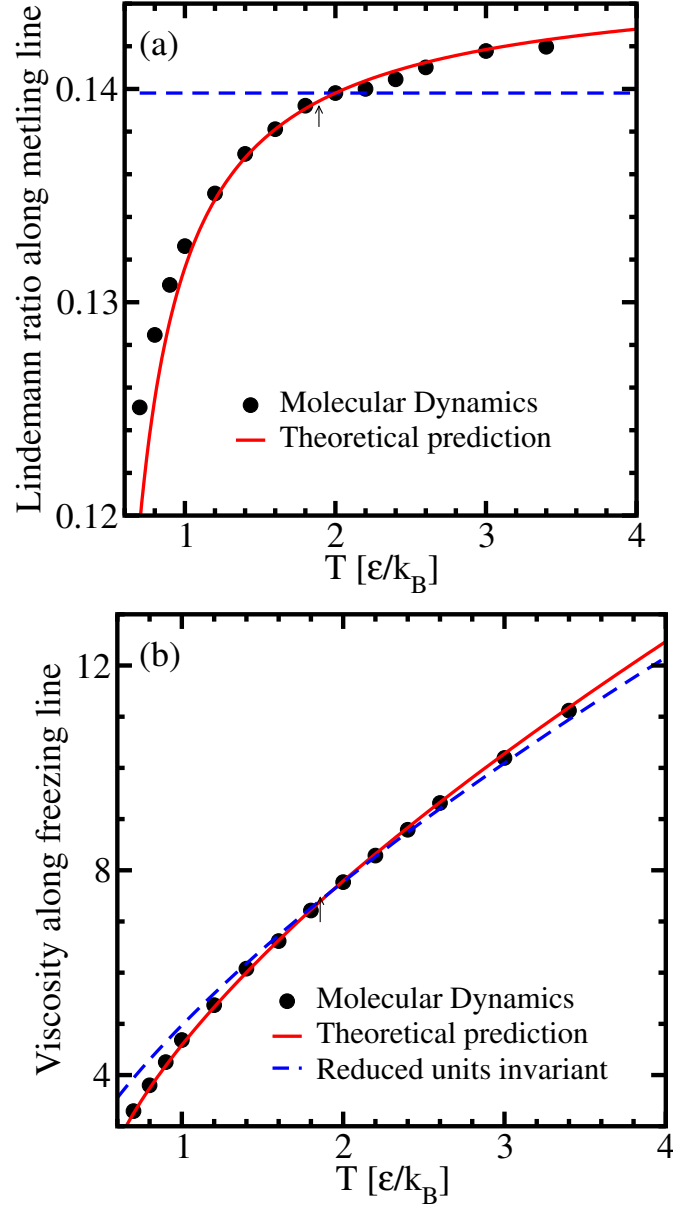 (a)
0.14
0.13
0.12
Lindemann ratio along metling line
Molecular Dynamics
Theoretical prediction
1 2 3 4
T [ε/k_B]
(b)
12
8
4
Viscosity along freezing line
Molecular Dynamics
Theoretical prediction
Reduced units invariant
1 2 3 4
T [ε/k_B]